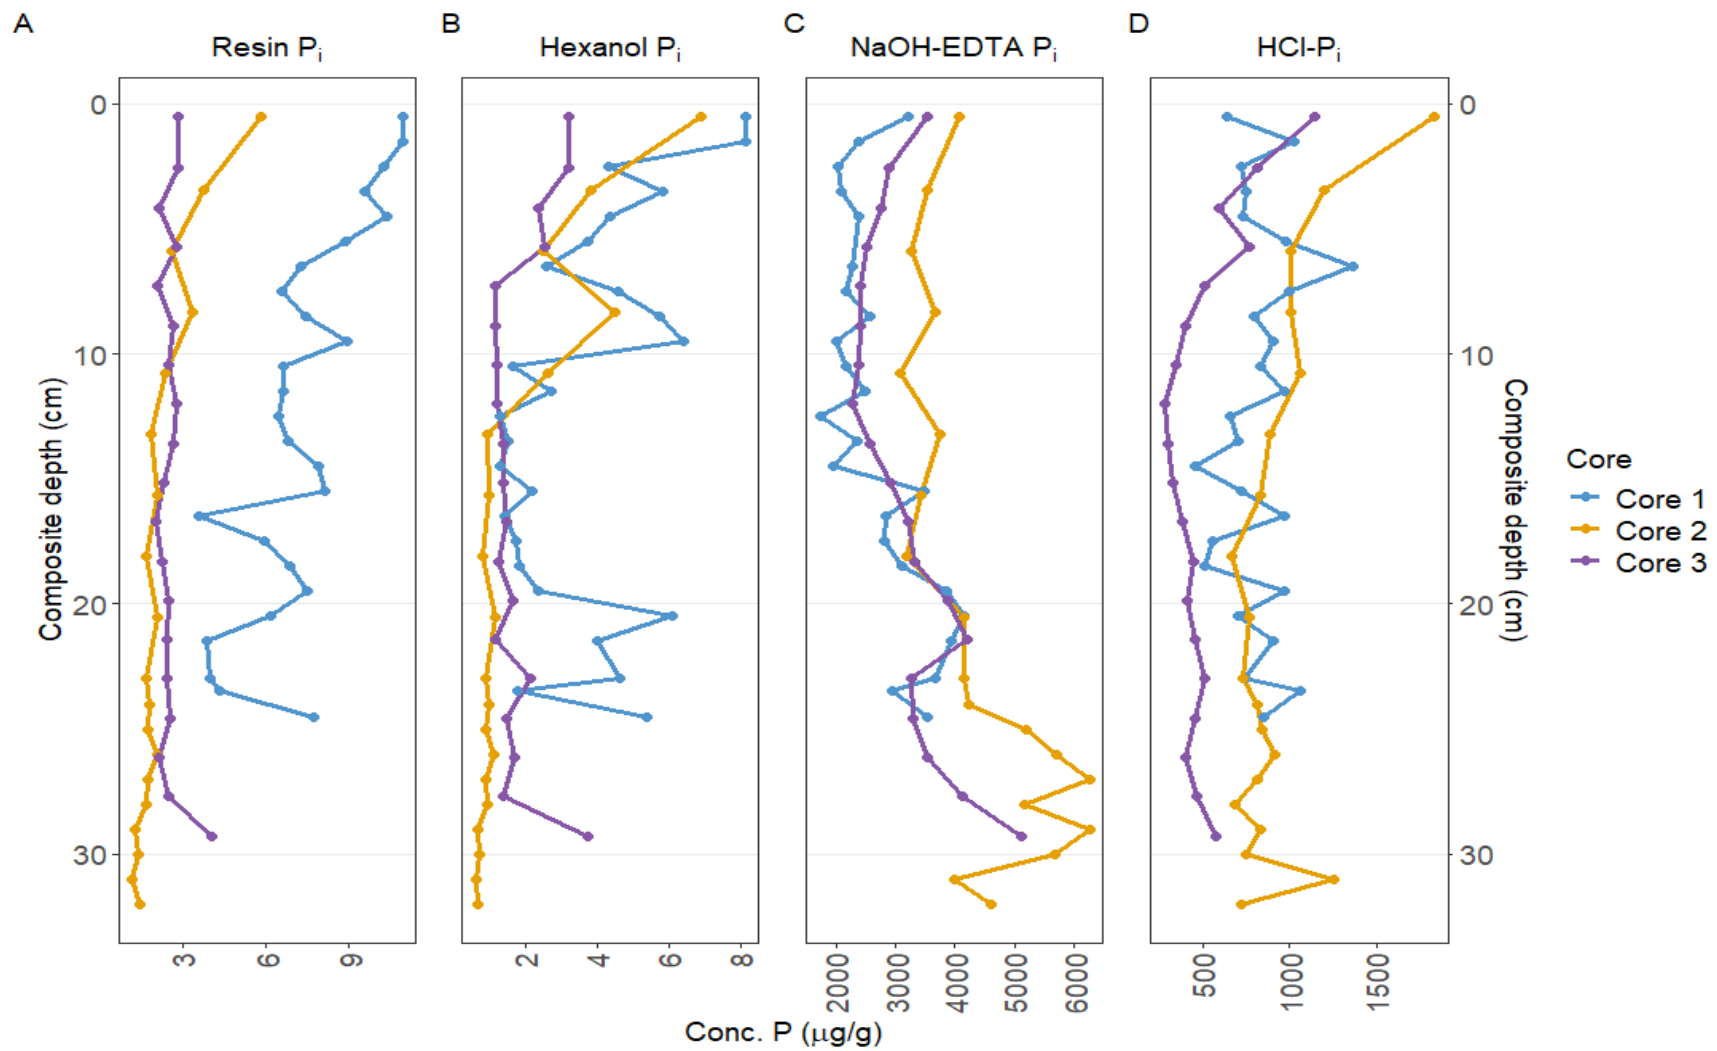 A
B
C
D
Resin Pi
Hexanol Pi
NaOH-EDTA Pi
HCl-Pi
0
10
20
30
Composite depth (cm)
3
6
9
2
4
6
8
2000
3000
4000
5000
6000
500
1000
1500
0
10
20
30
Composite depth (cm)
Conc. P (μg/g)
Core
Core 1
Core 2
Core 3